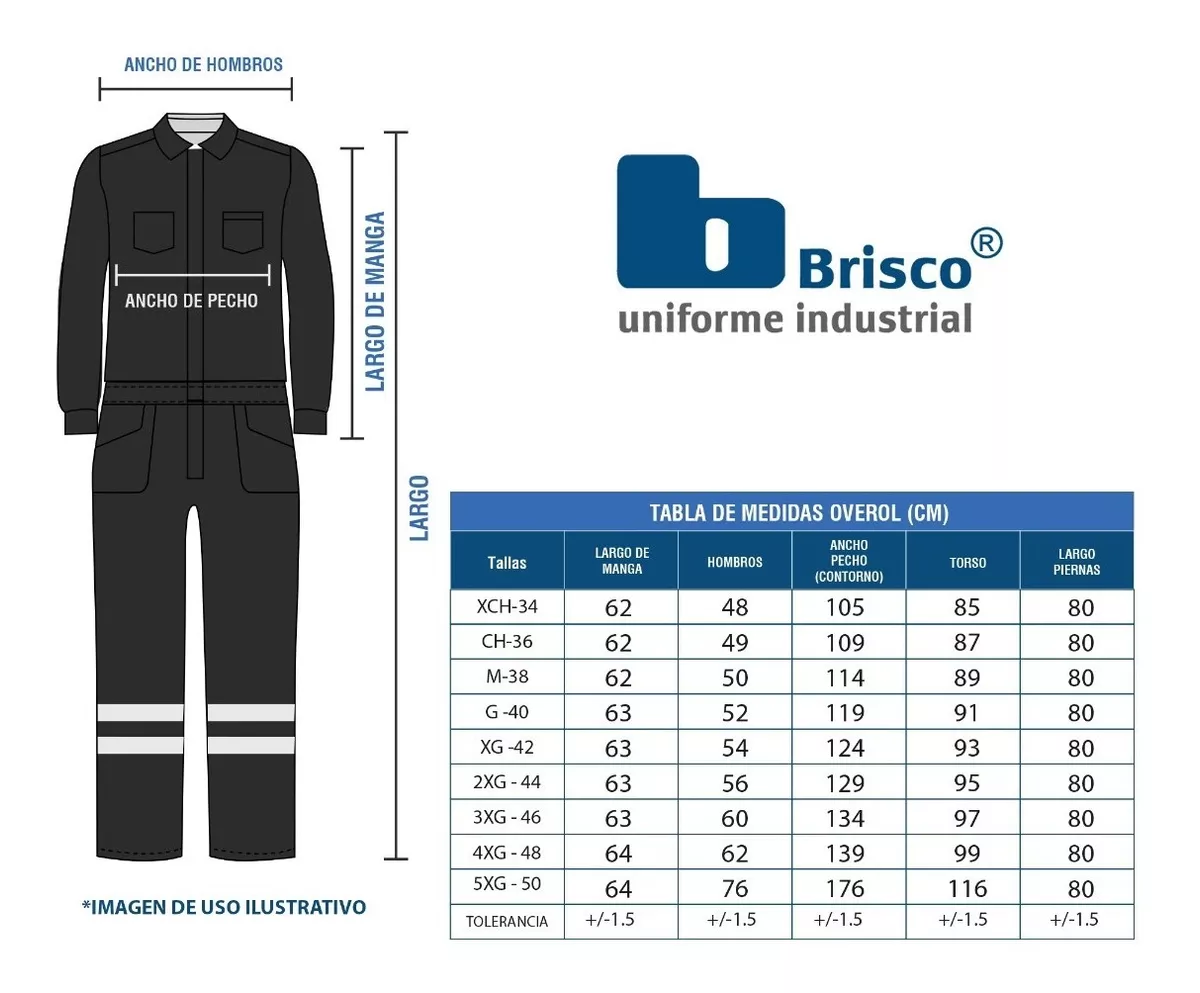 ANCHO DE HOMBROS
ANCHO DE PECHO
LARGO DE MANGA
LARGO
*IMAGEN DE USO ILUSTRATIVO
b
Brisco®
uniforme industrial
TABLA DE MEDIDAS OVEROL (CM)
Tallas LARGO DE MANGA HOMBROS ANCHO PECHO (CONTORNO) TORSO LARGO PIERNAS
XCH-34 62 48 105 85 80
CH-36 62 49 109 87 80
M-38 62 50 114 89 80
G -40 63 52 119 91 80
XG -42 63 54 124 93 80
2XG - 44 63 56 129 95 80
3XG - 46 63 60 134 97 80
4XG - 48 64 62 139 99 80
5XG - 50 64 76 176 116 80
TOLERANCIA +/-1.5 +/-1.5 +/-1.5 +/-1.5 +/-1.5